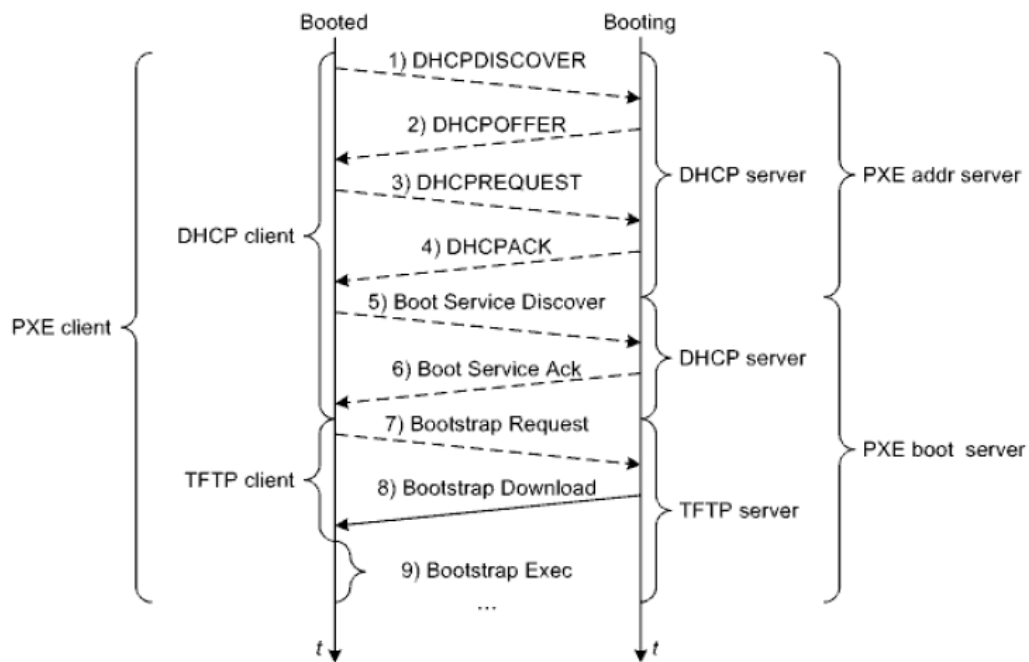 Booted
Booting
1) DHCPDISCOVER
2) DHCPOFFER
3) DHCPREQUEST
4) DHCPACK
5) Boot Service Discover
6) Boot Service Ack
7) Bootstrap Request
8) Bootstrap Download
9) Bootstrap Exec
...
PXE client
DHCP client
TFTP client
DHCP server
DHCP server
TFTP server
PXE addr server
PXE boot server
t
t